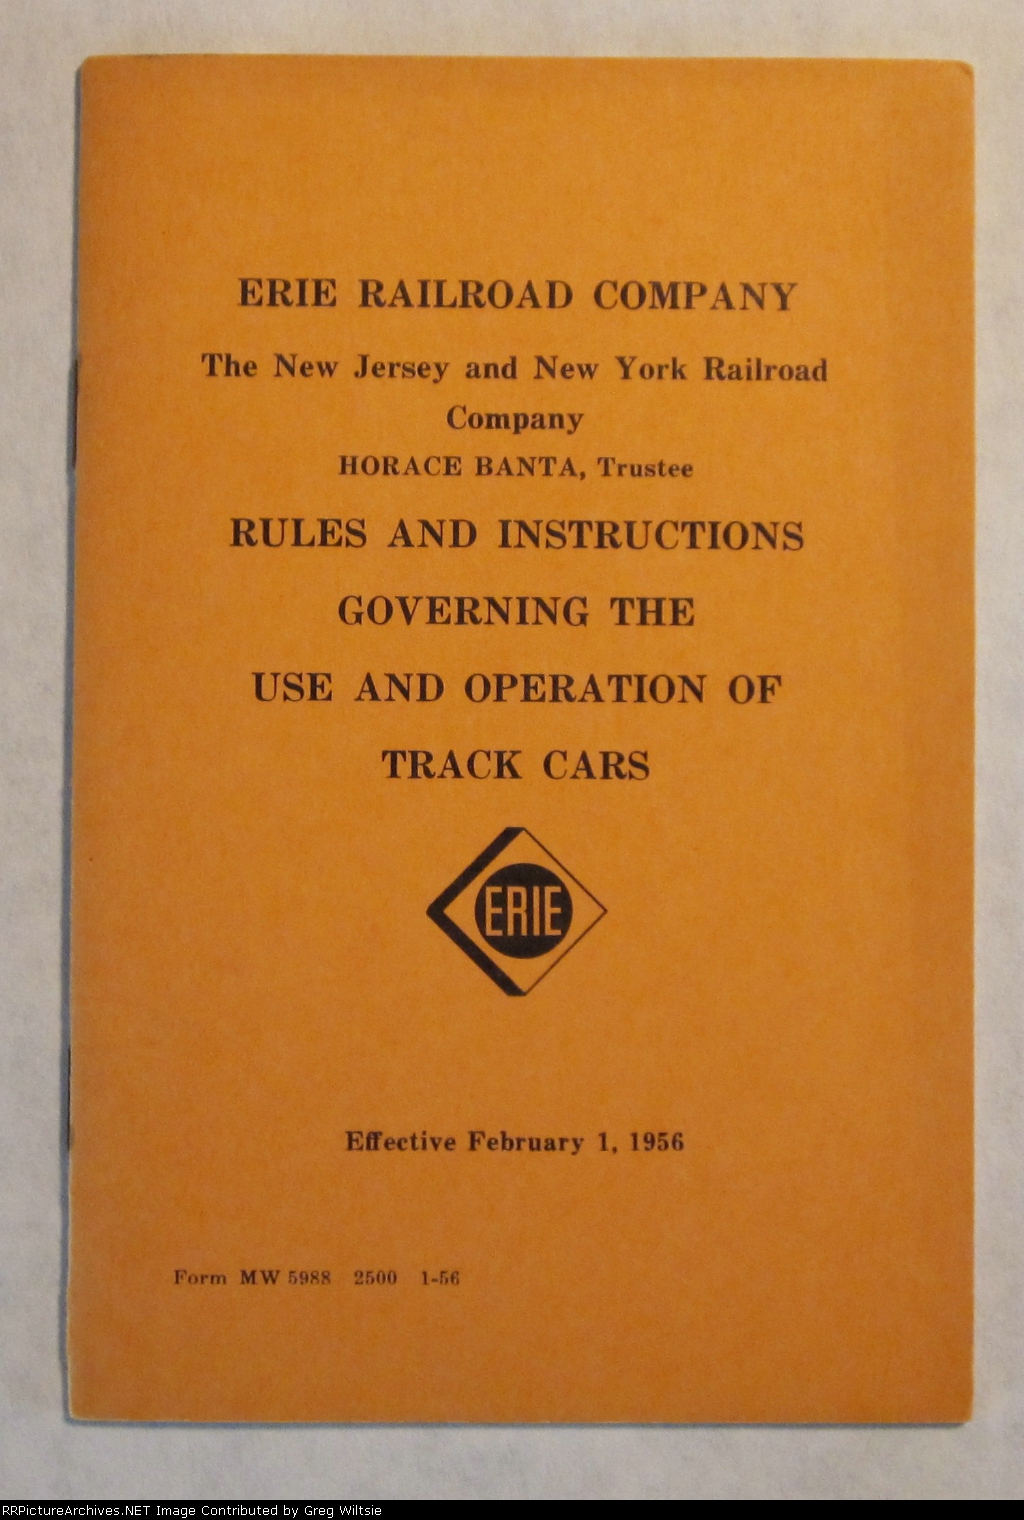 ERIE RAILROAD COMPANY
The New Jersey and New York Railroad
Company
HORACE BANTA, Trustee
RULES AND INSTRUCTIONS
GOVERNING THE
USE AND OPERATION OF
TRACK CARS
ERIE
Effective February 1, 1956
Form MW 5988 2500 1-56
RRPictureArchives.NET Image Contributed by Greg Wiltsie